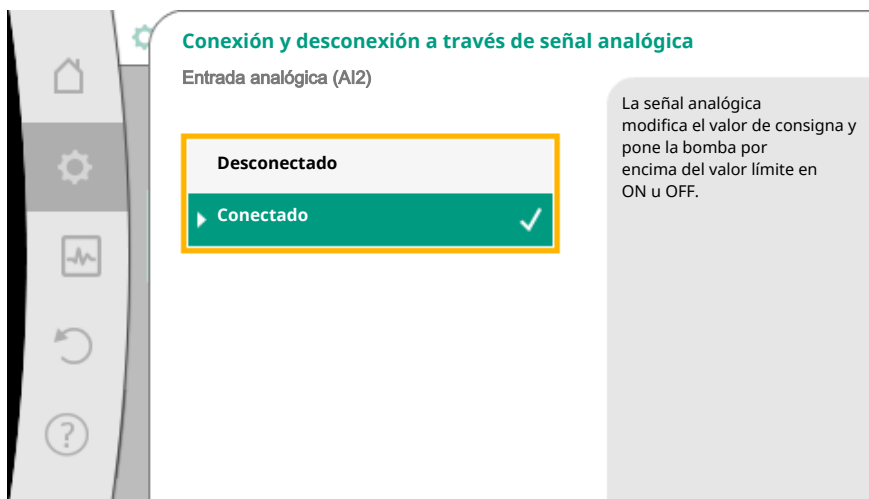 Conexión y desconexión a través de señal analógica
Entrada analógica (AI2)
Desconectado
Conectado
La señal analógica
modifica el valor de consigna y
pone la bomba por
encima del valor límite en
ON u OFF.
?